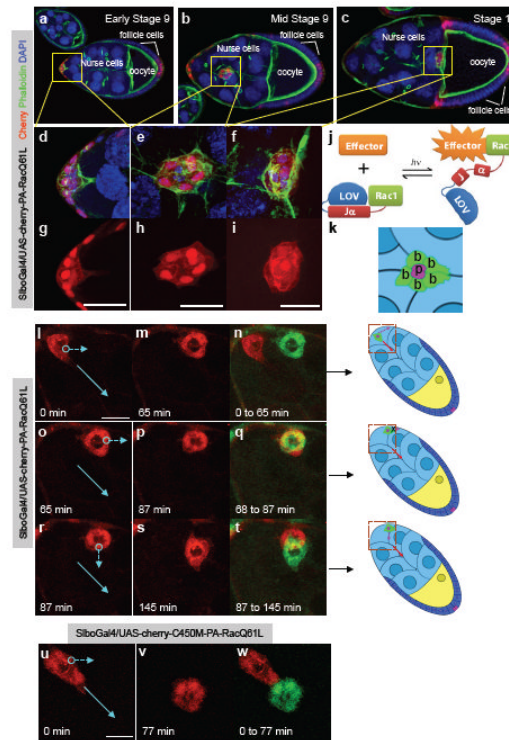 a Early Stage 9
follicle cells
Nurse cells
oocyte
b Mid Stage 9
Nurse cells
oocyte
c Stage 1
Nurse cells
oocyte
follicle cells
SlboGal4/UAS-cherry-PA-RacQ61L Cherry Phalloidin DAPI
d
e
f
g
h
i
j
Effector
+
LOV
Rac1
Jα
hν
Effector
Rac
J
α
LOV
k
b
b
b
p
b
b
SlboGal4/UAS-cherry-PA-RacQ61L
l
0 min
m
65 min
n
0 to 65 min
o
65 min
p
87 min
q
68 to 87 min
r
87 min
s
145 min
t
87 to 145 min
SlboGal4/UAS-cherry-C450M-PA-RacQ61L
u
0 min
v
77 min
w
0 to 77 min